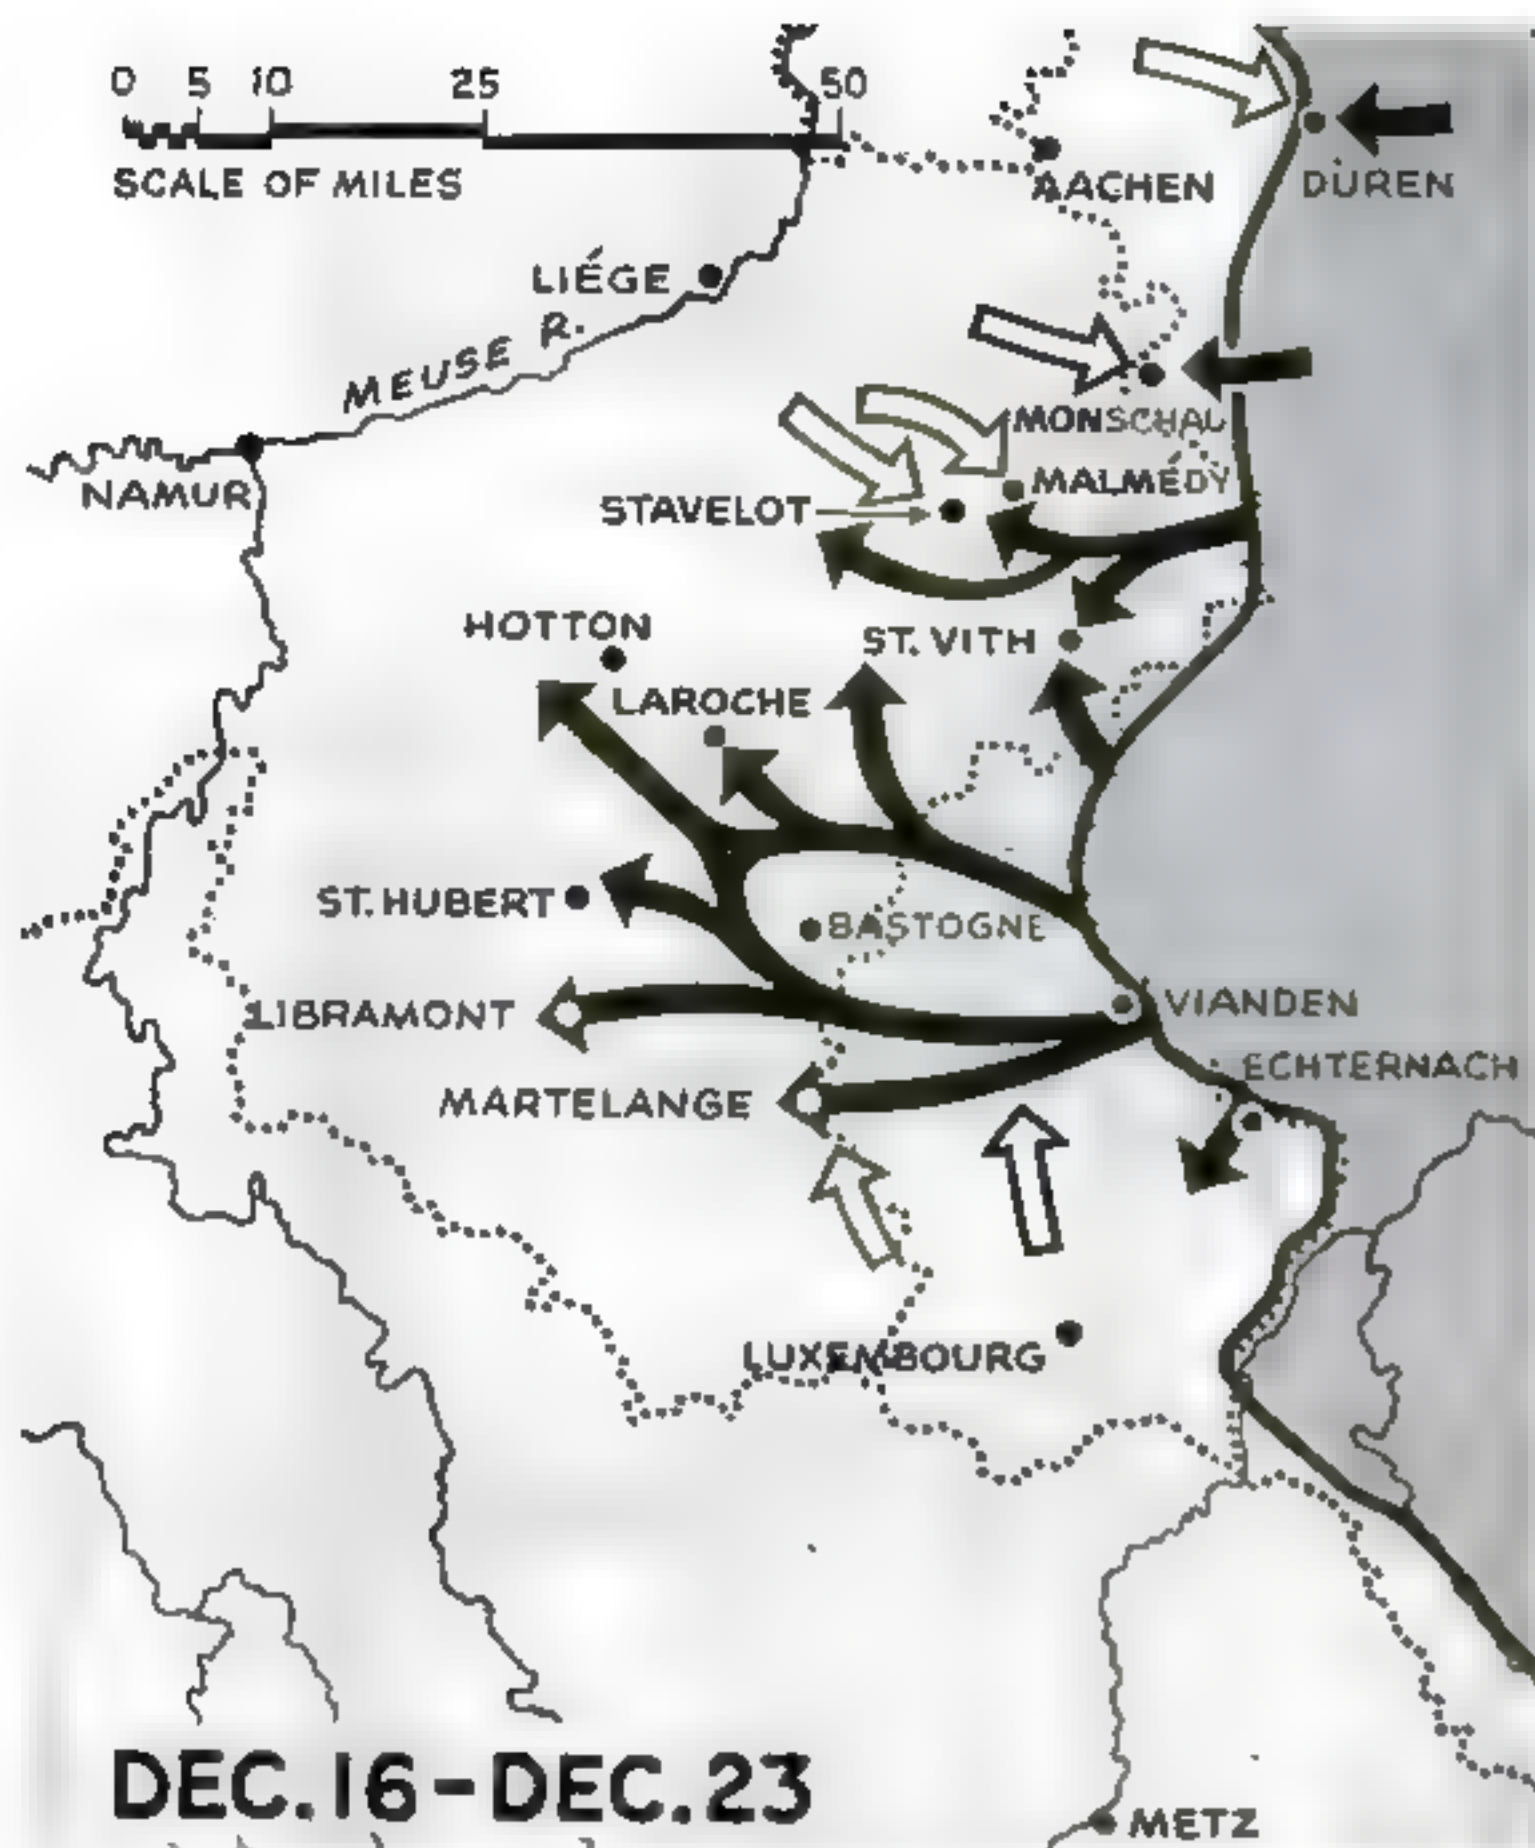 0 5 10 25 50
SCALE OF MILES
AACHEN
DÜREN
LIÉGE
MEUSE R.
MONSCHAU
NAMUR
MALMÉDY
STAVELOT
HOTTON
ST. VITH
LAROCHE
ST. HUBERT
BASTOGNE
LIBRAMONT
VIANDEN
ECHTERNACH
MARTELANGE
LUXEMBOURG
DEC. 16 - DEC. 23
METZ